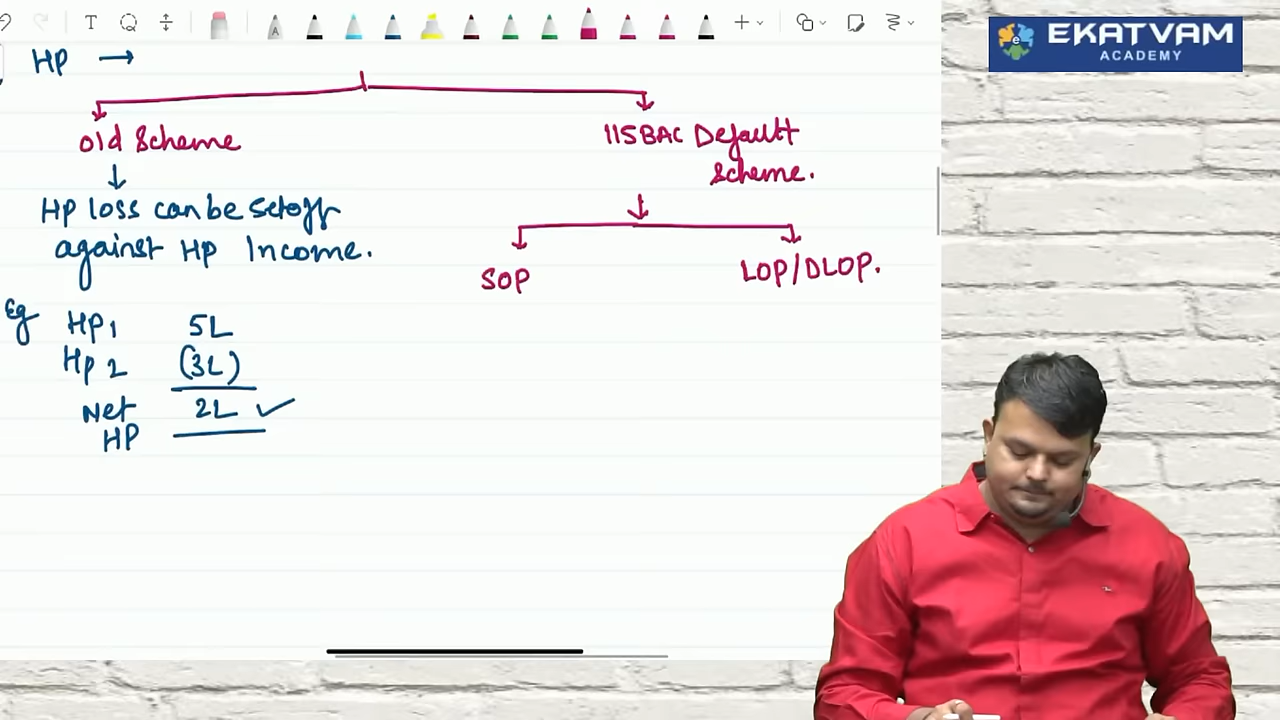 EKATVAM
ACADEMY
HP →
old Scheme
115BAC Default
Scheme.
HP loss can be setoff
against HP Income.
SOP
LOP/DLOP.
Eg
HP1 5L
HP2 (3L)
Net 2L ✓
HP